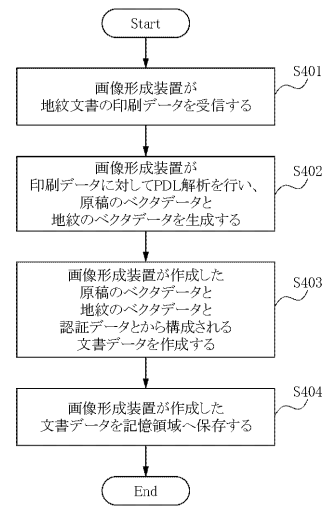 Start
S401
画像形成装置が
地紋文書の印刷データを受信する
S402
画像形成装置が
印刷データに対してPDL解析を行い、
原稿のベクタデータと
地紋のベクタデータを生成する
S403
画像形成装置が作成した
原稿のベクタデータと
地紋のベクタデータと
認証データとから構成される
文書データを作成する
S404
画像形成装置が作成した
文書データを記憶領域へ保存する
End